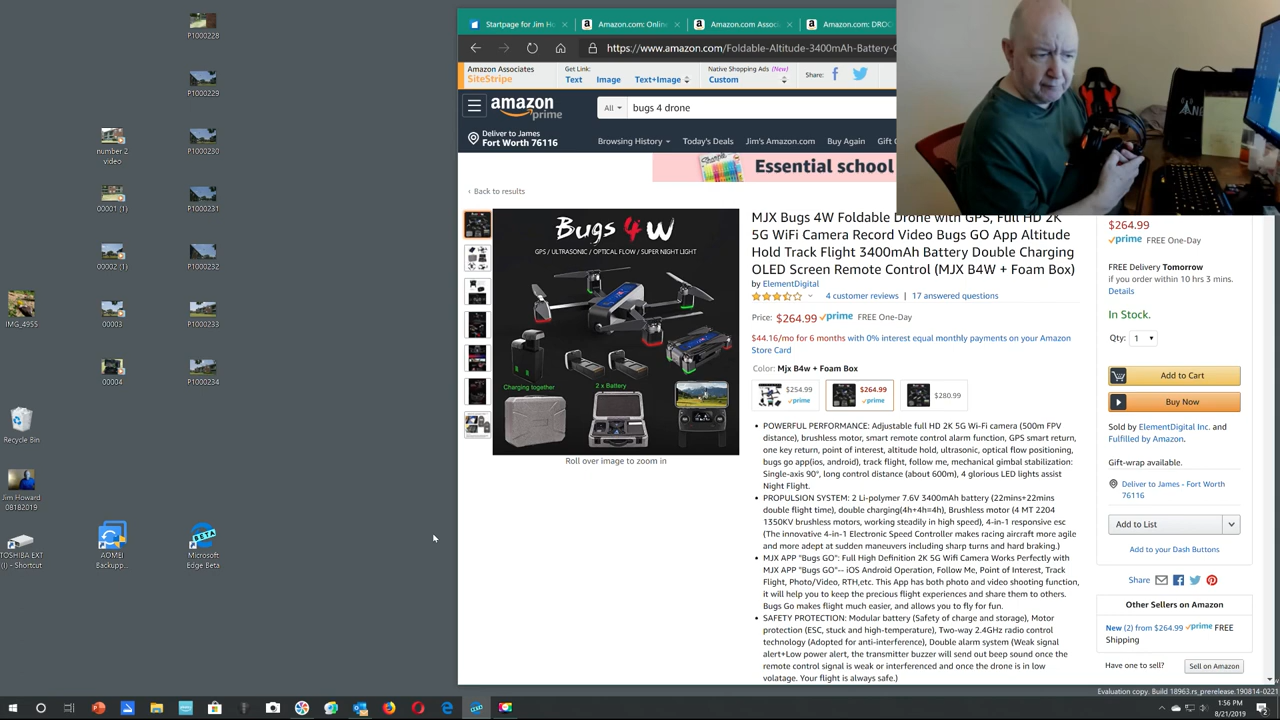 P1000228
P1000229
number 2
video
P1000230
00001 (1)
P1000231
00002 (1)
P1000232
IMG_4955
00003
P1000233
00004
P1000234
Recycle Bin
Jim Howard
08182019
TOSHIBA EXT
(I) - Shortcut
AOMEI
Backupp...
Microsoft
Edge Beta
Startpage for Jim Ho
Amazon.com: Onlin
Amazon.com Assoc
Amazon.com: DROC
https://www.amazon.com/Foldable-Altitude-3400mAh-Battery-C
Amazon Associates
SiteStripe
Get Link:
Text Image Text+Image
Native Shopping Ads (New)
Custom
Share:
amazon
prime
All
bugs 4 drone
Deliver to James
Fort Worth 76116
Browsing History Today's Deals Jim's Amazon.com Buy Again Gift C
Sharpie
Essential school
‹ Back to results
Bugs 4 W
GPS / ULTRASONIC / OPTICAL FLOW / SUPER NIGHT LIGHT
Charging together
2 x Battery
Roll over image to zoom in
MJX Bugs 4W Foldable Drone with GPS, Full HD 2K
5G WiFi Camera Record Video Bugs GO App Altitude
Hold Track Flight 3400mAh Battery Double Charging
OLED Screen Remote Control (MJX B4W + Foam Box)
by ElementDigital
4 customer reviews | 17 answered questions
Price: $264.99 prime FREE One-Day
$44.16/mo for 6 months with 0% interest equal monthly payments on your Amazon
Store Card
Color: Mjx B4w + Foam Box
$254.99
prime
$264.99
prime
$280.99
• POWERFUL PERFORMANCE: Adjustable full HD 2K 5G Wi-Fi camera (500m FPV
distance), brushless motor, smart remote control alarm function, GPS smart return,
one key return, point of interest, altitude hold, ultrasonic, optical flow positioning,
bugs go app(ios, android), track flight, follow me, mechanical gimbal stabilization:
Single-axis 90°, long control distance (about 600m), 4 glorious LED lights assist
Night Flight.
• PROPULSION SYSTEM: 2 Li-polymer 7.6V 3400mAh battery (22mins+22mins
double flight time), double charging(4h+4h=4h), Brushless motor (4 MT 2204
1350KV brushless motors, working steadily in high speed), 4-in-1 responsive esc
(The innovative 4-in-1 Electronic Speed Controller makes racing aircraft more agile
and more adept at sudden maneuvers including sharp turns and hard braking.)
• MJX APP "Bugs GO": Full High Definition 2K 5G Wifi Camera Works Perfectly with
MJX APP "Bugs GO"-- iOS Android Operation, Follow Me, Point of Interest, Track
Flight, Photo/Video, RTH,etc. This App has both photo and video shooting function,
it will help you to keep the precious flight experiences and share them to others.
Bugs Go makes flight much easier, and allows you to fly for fun.
• SAFETY PROTECTION: Modular battery (Safety of charge and storage), Motor
protection (ESC, stuck and high-temperature), Two-way 2.4GHz radio control
technology (Adopted for anti-interference), Double alarm system (Weak signal
alert+Low power alert, the transmitter buzzer will send out beep sound once the
remote control signal is weak or interfered and once the drone is in low
volatage. Your flight is always safe.)
$264.99
prime FREE One-Day
FREE Delivery Tomorrow
if you order within 10 hrs 3 mins.
Details
In Stock.
Qty: 1
Add to Cart
Buy Now
Sold by ElementDigital Inc. and
Fulfilled by Amazon.
Gift-wrap available.
Deliver to James - Fort Worth
76116
Add to List
Add to your Dash Buttons
Share
Other Sellers on Amazon
New (2) from $264.99 prime FREE
Shipping
Have one to sell? Sell on Amazon
Evaluation copy. Build 18963.rs_prerelease.190814-0221
1:56 PM
8/21/2019